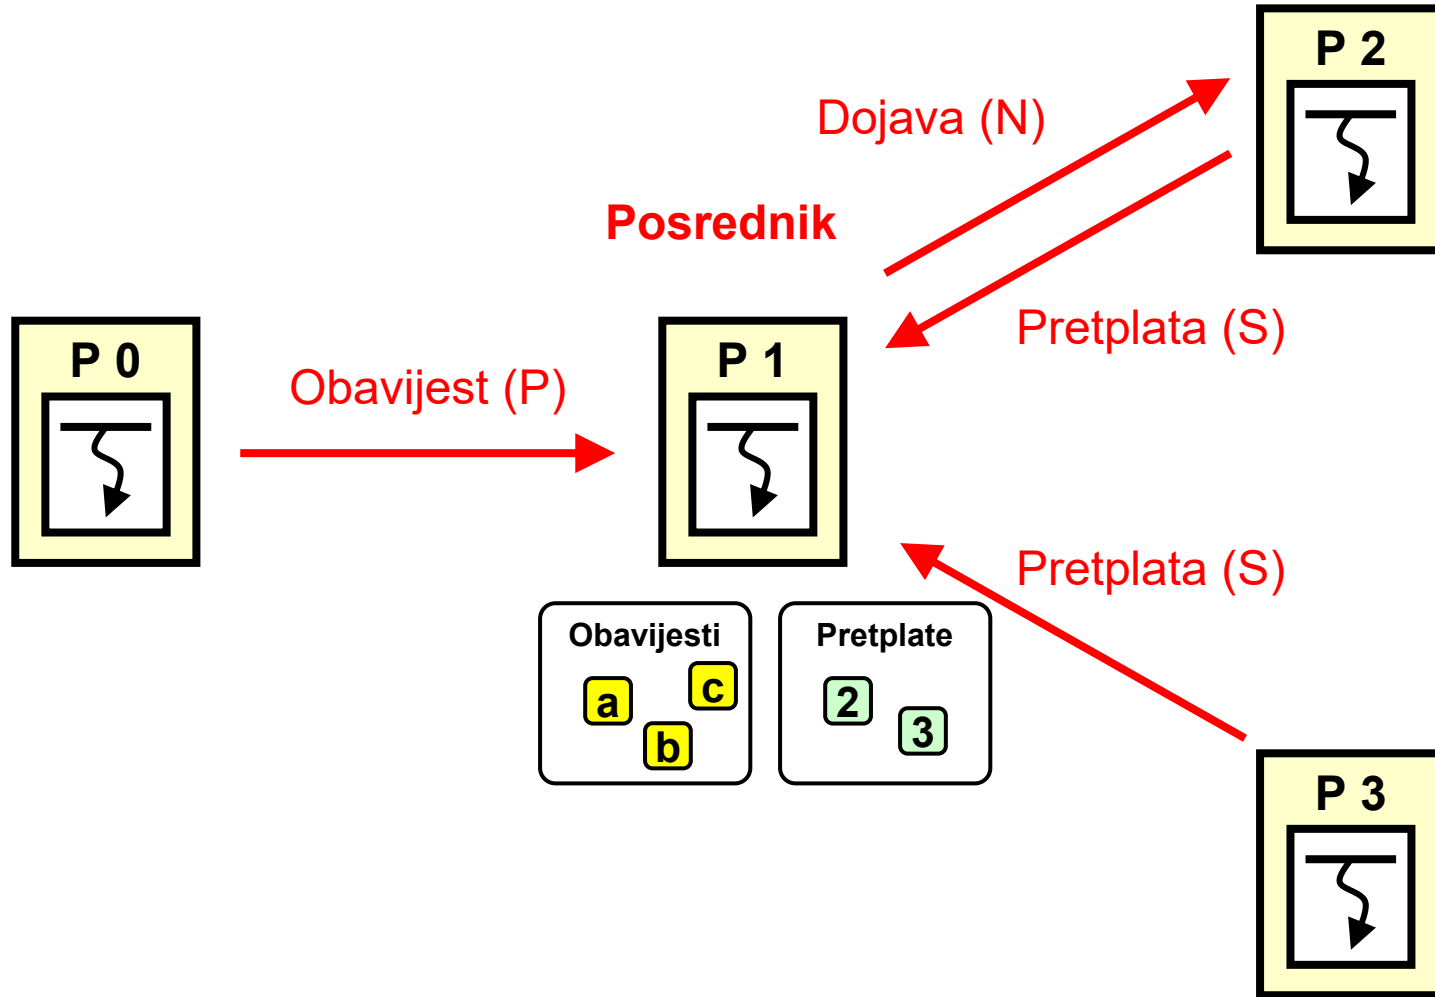 P 2
Dojava (N)
Posrednik
Pretplata (S)
P 0
Obavijest (P)
P 1
Pretplata (S)
Obavijesti
a
c
b
Pretplate
2
3
P 3